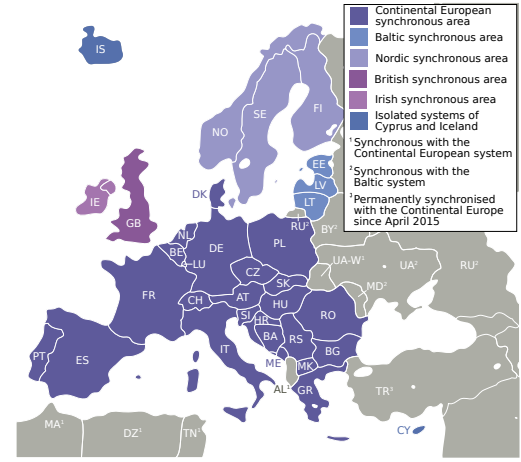 Continental European
synchronous area
Baltic synchronous area
Nordic synchronous area
British synchronous area
Irish synchronous area
Isolated systems of
Cyprus and Iceland
¹Synchronous with the
Continental European system
²Synchronous with the
Baltic system
³Permanently synchronised
with the Continental Europe
since April 2015
IS
FI
SE
NO
EE
LV
DK
LT
IE
GB
RU²
BY²
NL
DE
PL
BE
LU
UA-W¹
UA²
RU²
CZ
SK
MD²
FR
CH
AT
HU
SI
HR
RO
BA
RS
IT
BG
PT
ES
ME
MK
AL¹
GR
TR³
MA¹
DZ¹
TN¹
CY